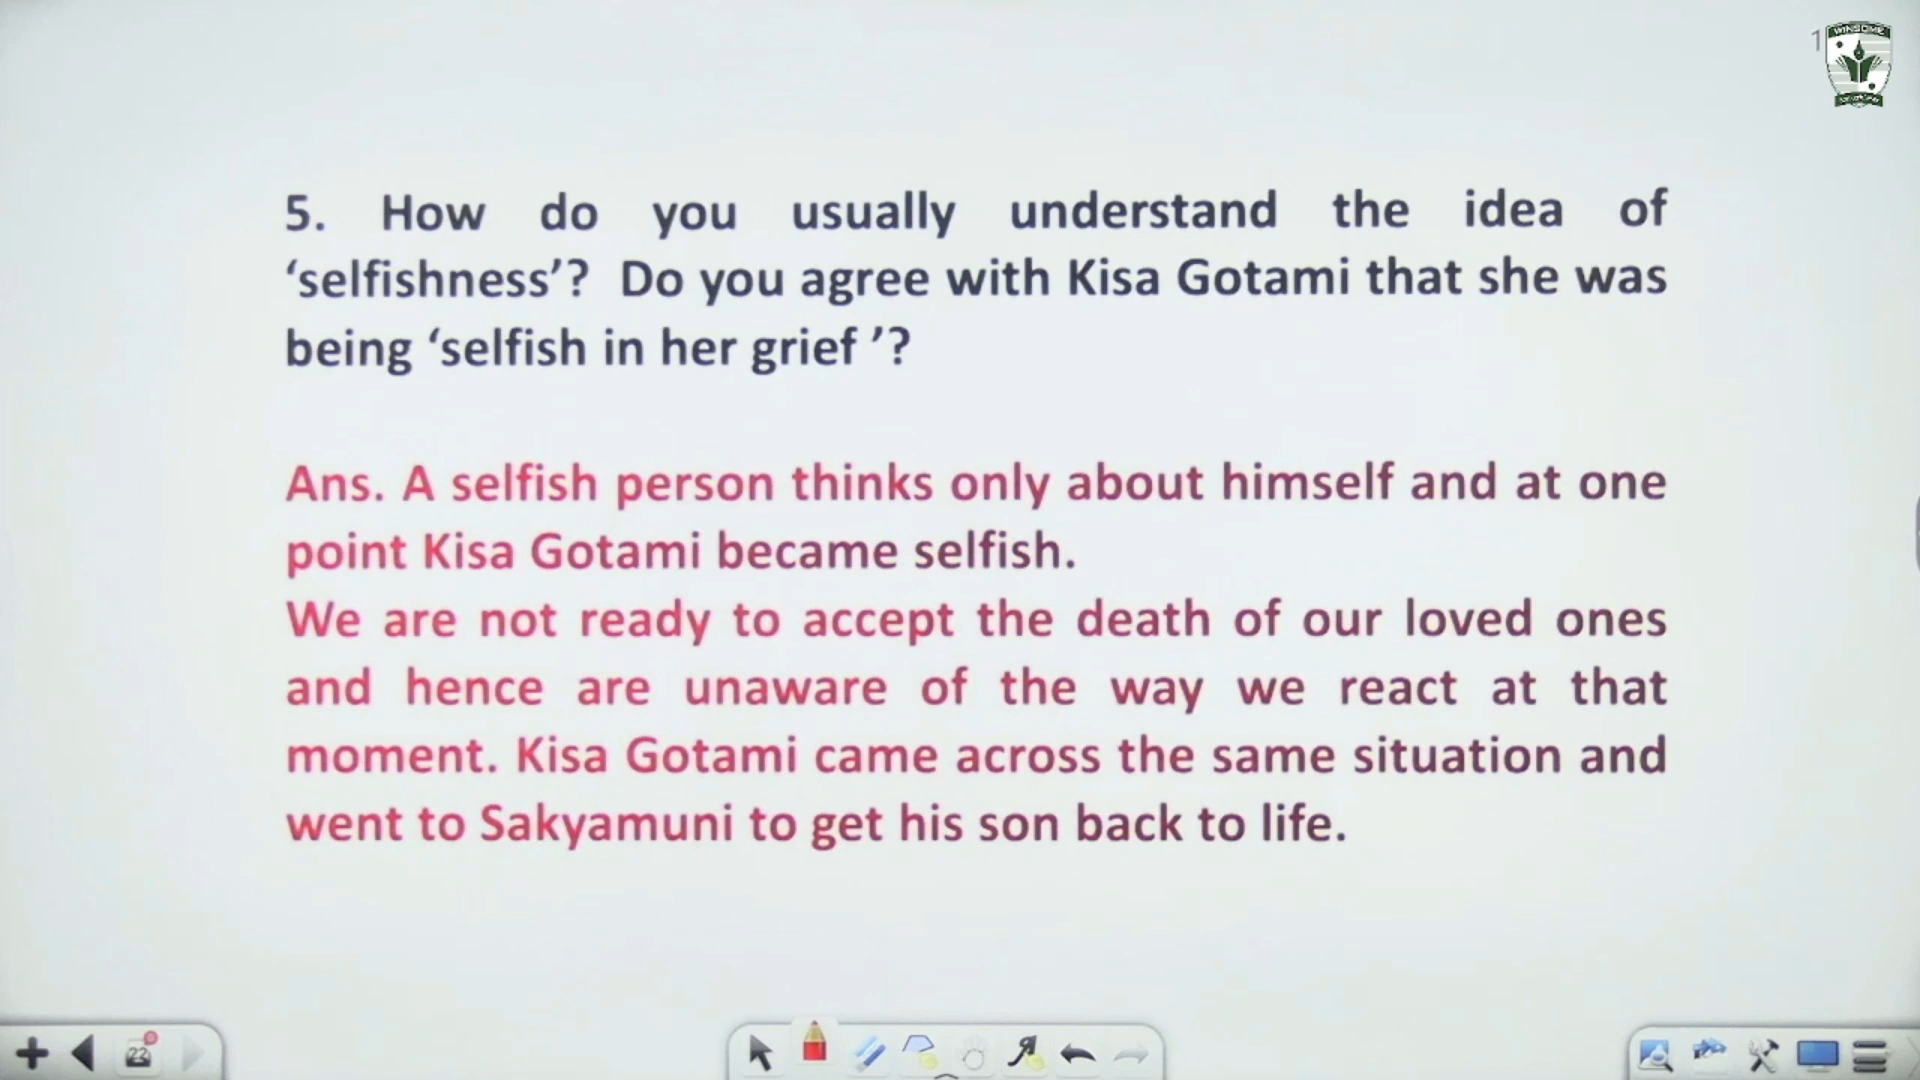 WINSOME
1
5. How do you usually understand the idea of
‘selfishness’? Do you agree with Kisa Gotami that she was
being ‘selfish in her grief ’?
Ans. A selfish person thinks only about himself and at one
point Kisa Gotami became selfish.
We are not ready to accept the death of our loved ones
and hence are unaware of the way we react at that
moment. Kisa Gotami came across the same situation and
went to Sakyamuni to get his son back to life.
22